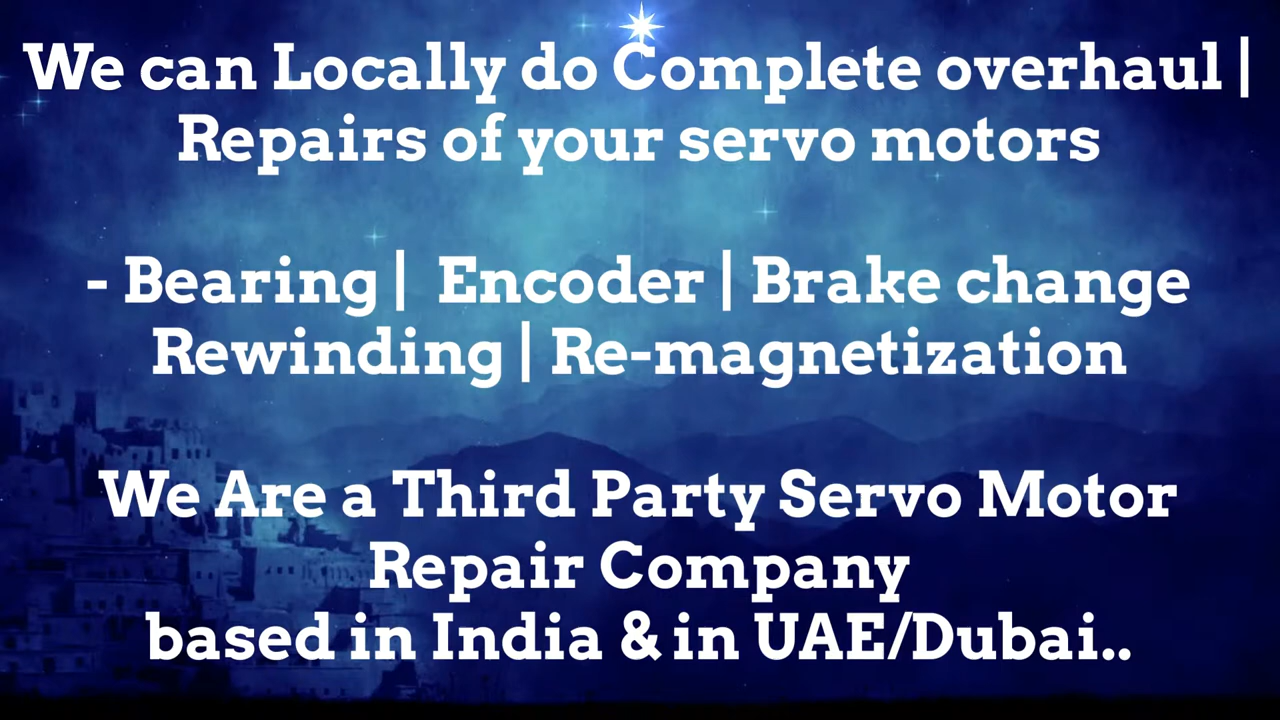 We can Locally do Complete overhaul |
Repairs of your servo motors
- Bearing | Encoder | Brake change
Rewinding | Re-magnetization
We Are a Third Party Servo Motor
Repair Company
based in India & in UAE/Dubai..